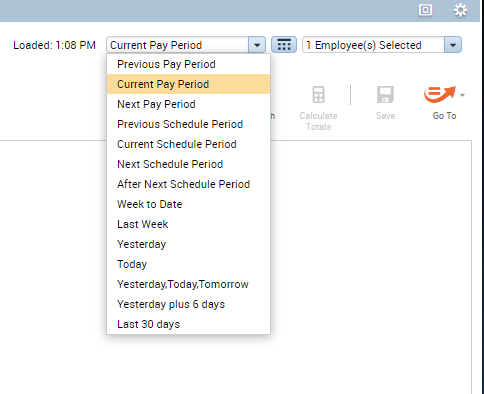 Loaded: 1:08 PM Current Pay Period 1 Employee(s) Selected
Previous Pay Period
Current Pay Period
Next Pay Period
Previous Schedule Period
Current Schedule Period
Next Schedule Period
After Next Schedule Period
Week to Date
Last Week
Yesterday
Today
Yesterday,Today,Tomorrow
Yesterday plus 6 days
Last 30 days
Calculate
Totals
Save
Go To